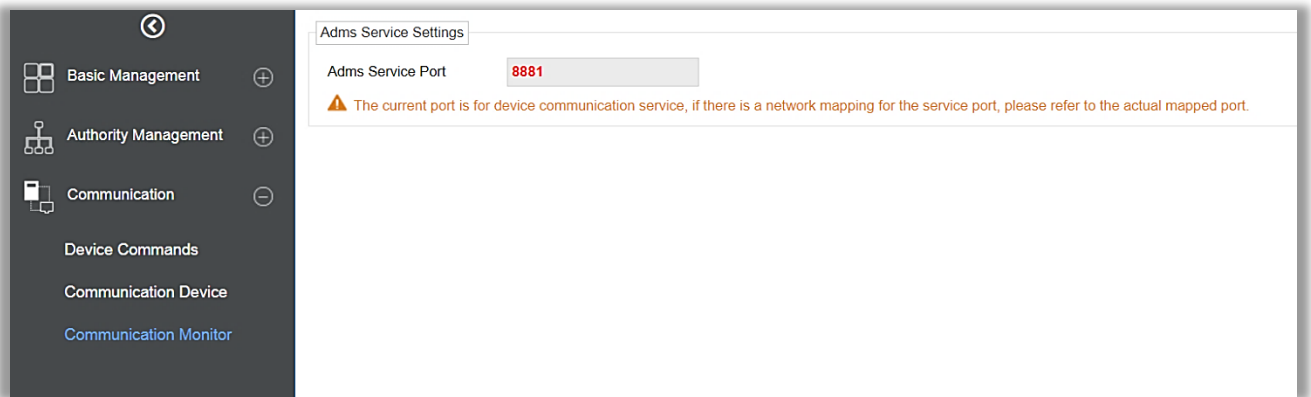 Basic Management
Authority Management
Communication
Device Commands
Communication Device
Communication Monitor
Adms Service Settings
Adms Service Port 8881
The current port is for device communication service, if there is a network mapping for the service port, please refer to the actual mapped port.